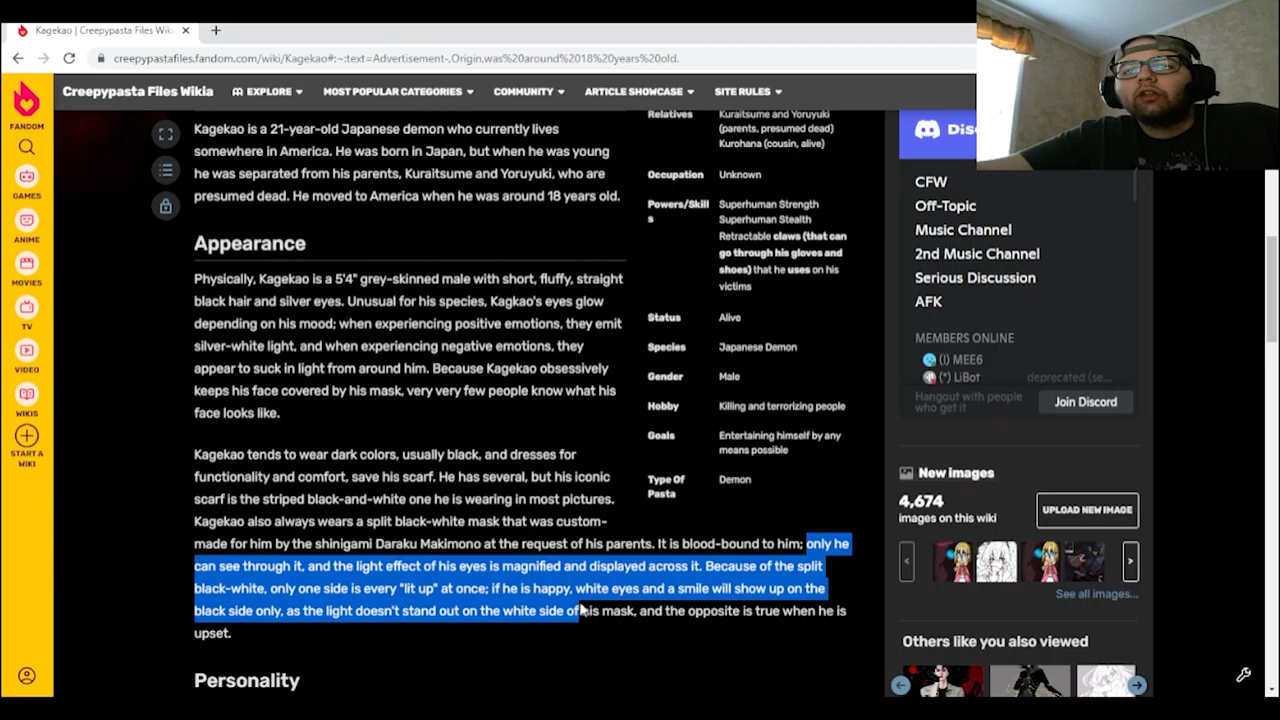 Kagekao | Creepypasta Files Wiki
creepypastafiles.fandom.com/wiki/Kagekao#:~:text=Advertisement-,Origin.was%20around%2018%20years%20old.
Creepypasta Files Wikia
EXPLORE
MOST POPULAR CATEGORIES
COMMUNITY
ARTICLE SHOWCASE
SITE RULES
FANDOM
GAMES
ANIME
MOVIES
TV
VIDEO
WIKIS
START A
WIKI
Kagekao is a 21-year-old Japanese demon who currently lives
somewhere in America. He was born in Japan, but when he was young
he was separated from his parents, Kuraitsume and Yoruyuki, who are
presumed dead. He moved to America when he was around 18 years old.
Appearance
Physically, Kagekao is a 5'4" grey-skinned male with short, fluffy, straight
black hair and silver eyes. Unusual for his species, Kagkao's eyes glow
depending on his mood; when experiencing positive emotions, they emit
silver-white light, and when experiencing negative emotions, they
appear to suck in light from around him. Because Kagekao obsessively
keeps his face covered by his mask, very very few people know what his
face looks like.
Kagekao tends to wear dark colors, usually black, and dresses for
functionality and comfort, save his scarf. He has several, but his iconic
scarf is the striped black-and-white one he is wearing in most pictures.
Kagekao also always wears a split black-white mask that was custom-
made for him by the shinigami Daraku Makimono at the request of his parents. It is blood-bound to him; only he
can see through it, and the light effect of his eyes is magnified and displayed across it. Because of the split
black-white, only one side is every "lit up" at once; if he is happy, white eyes and a smile will show up on the
black side only, as the light doesn't stand out on the white side of his mask, and the opposite is true when he is
upset.
Personality
Relatives
Kuraitsume and Yoruyuki
(parents, presumed dead)
Kurohana (cousin, alive)
Occupation
Unknown
Powers/Skill
s
Superhuman Strength
Superhuman Stealth
Retractable claws (that can
go through his gloves and
shoes) that he uses on his
victims
Status
Alive
Species
Japanese Demon
Gender
Male
Hobby
Killing and terrorizing people
Goals
Entertaining himself by any
means possible
Type Of
Pasta
Demon
CFW
Off-Topic
Music Channel
2nd Music Channel
Serious Discussion
AFK
MEMBERS ONLINE
(!) MEE6
(*) LiBot
deprecated (se...
Hangout with people
who get it
Join Discord
New images
4,674
images on this wiki
UPLOAD NEW IMAGE
See all images...
Others like you also viewed